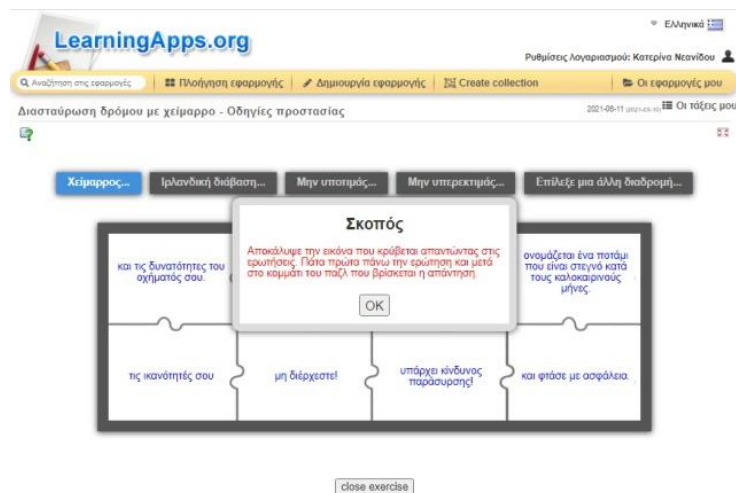 LearningApps.org
Ελληνικά
Ρυθμίσεις Λογαριασμού: Κατερίνα Νεανίδου
Αναζήτηση στις εφαρμογές
Πλοήγηση εφαρμογής
Δημιουργία εφαρμογής
Create collection
Οι εφαρμογές μου
Διασταύρωση δρόμου με χείμαρρο - Οδηγίες προστασίας
2021-08-11
Οι τάξεις μου
Χείμαρρος...
Ιρλανδική διάβαση...
Μην υποτιμάς...
Μην υπερεκτιμάς...
Επίλεξε μια άλλη διαδρομή...
Σκοπός
Αποκάλυψε την εικόνα που κρύβεται απαντώντας στις
ερωτήσεις. Πάτα πρώτα πάνω την ερώτηση και μετά
στο κομμάτι του παζλ που βρίσκεται η απάντηση.
OK
και τις δυνατότητες του
οχήματός σου.
ονομάζεται ένα ποτάμι
που είναι στεγνό κατά
τους καλοκαιρινούς
μήνες.
τις ικανότητές σου
μη διέρχεστε!
υπάρχει κίνδυνος
παράσυρσης!
και φτάσε με ασφάλεια.
close exercise